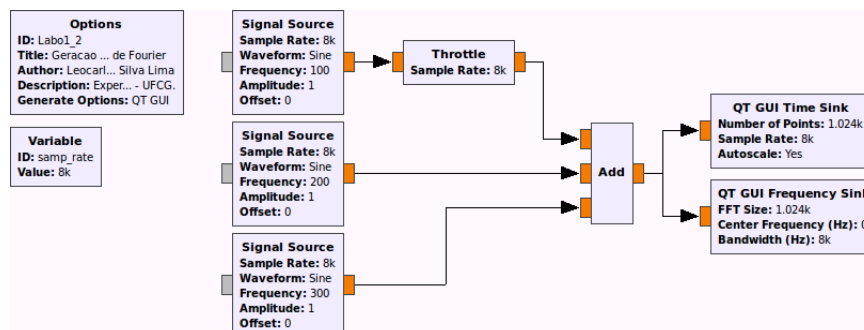 Options
ID: Labo1_2
Title: Geracao ... de Fourier
Author: Leocarl... Silva Lima
Description: Exper... - UFCG.
Generate Options: QT GUI
Variable
ID: samp_rate
Value: 8k
Signal Source
Sample Rate: 8k
Waveform: Sine
Frequency: 100
Amplitude: 1
Offset: 0
Throttle
Sample Rate: 8k
Signal Source
Sample Rate: 8k
Waveform: Sine
Frequency: 200
Amplitude: 1
Offset: 0
Signal Source
Sample Rate: 8k
Waveform: Sine
Frequency: 300
Amplitude: 1
Offset: 0
Add
QT GUI Time Sink
Number of Points: 1.024k
Sample Rate: 8k
Autoscale: Yes
QT GUI Frequency Sink
FFT Size: 1.024k
Center Frequency (Hz): 0
Bandwidth (Hz): 8k